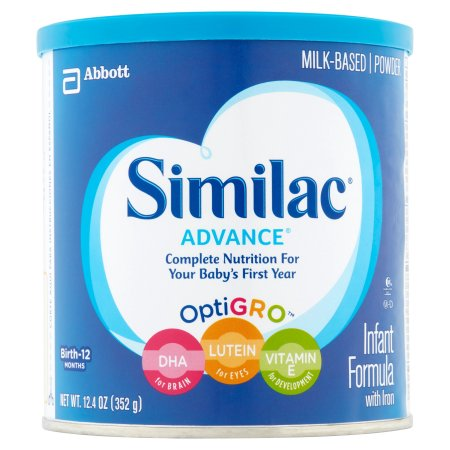 Abbott
MILK-BASED | POWDER
Similac®
ADVANCE®
Complete Nutrition For
Your Baby's First Year
OptiGRO™
DHA
for BRAIN
LUTEIN
for EYES
VITAMIN
E
for DEVELOPMENT
Birth-12
MONTHS
Infant
Formula
with Iron
NET WT. 12.4 OZ (352 g)